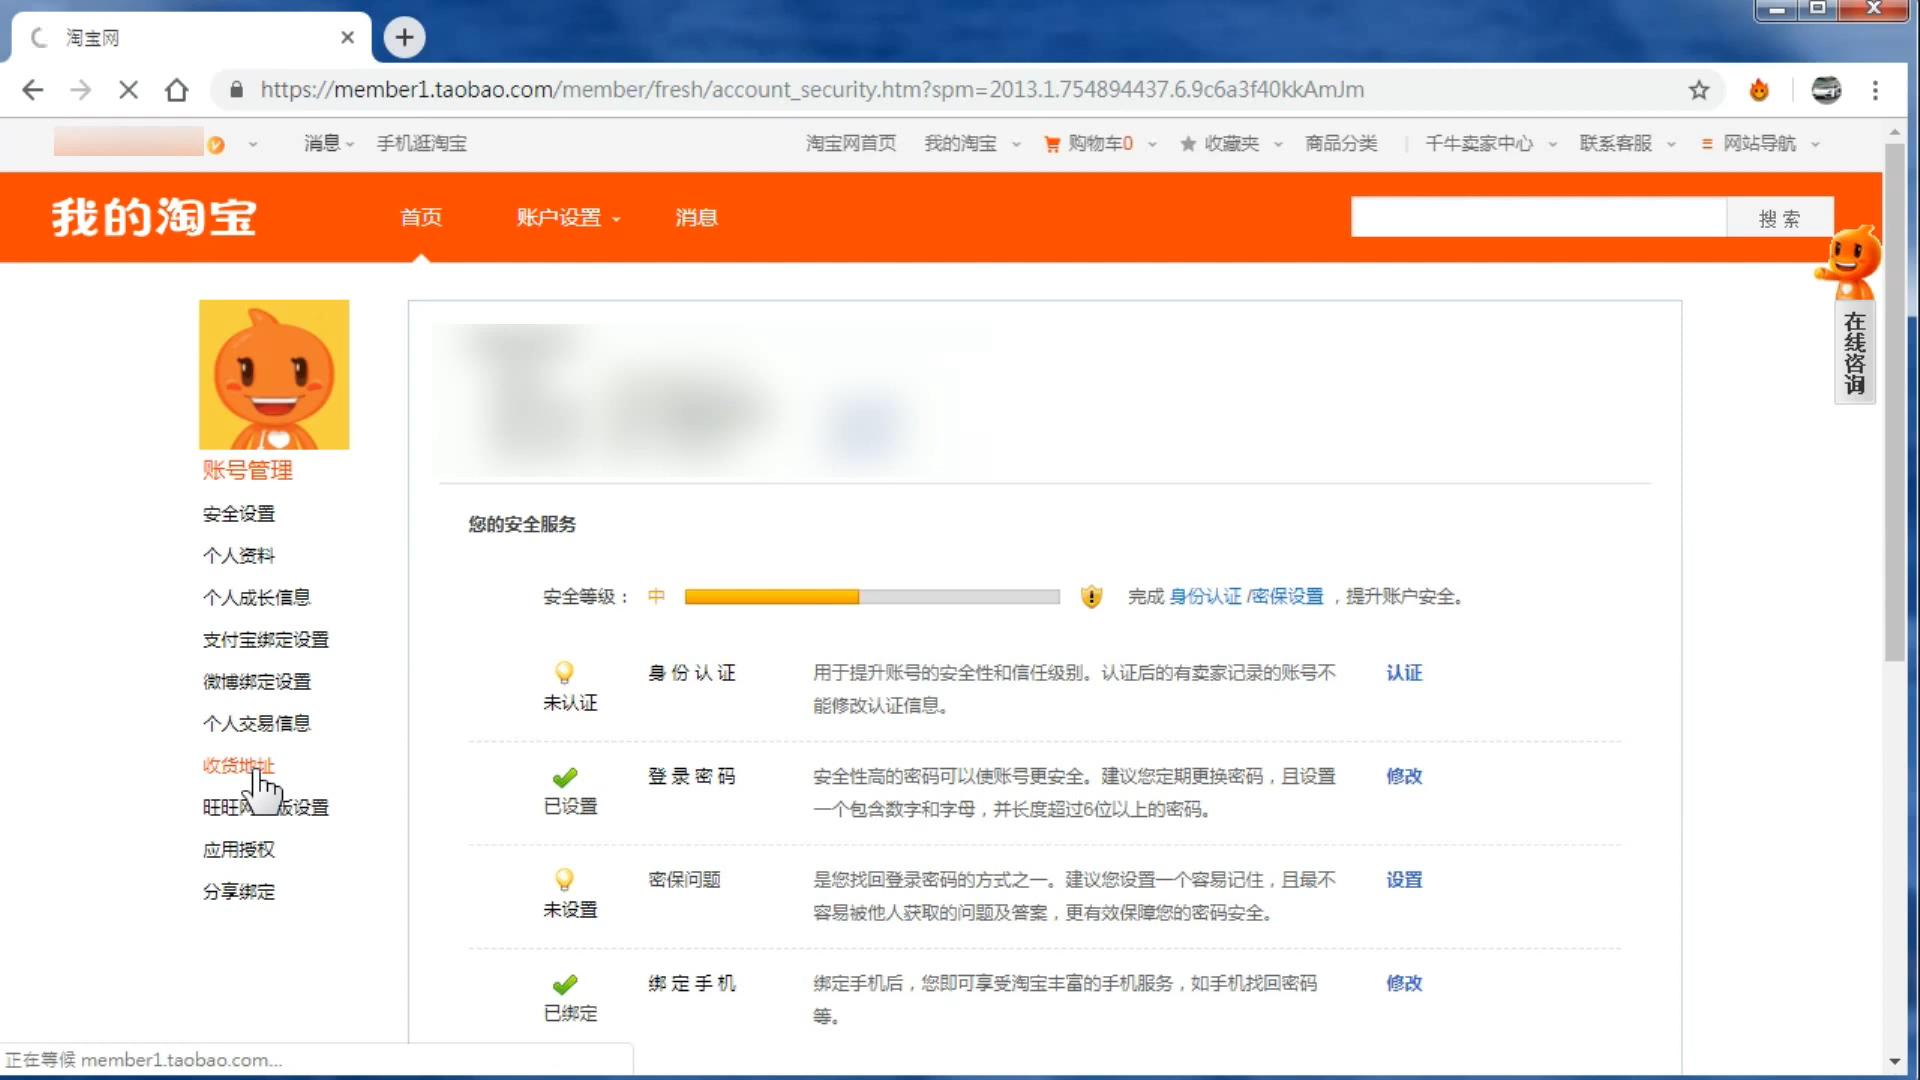 淘宝网
https://member1.taobao.com/member/fresh/account_security.htm?spm=2013.1.754894437.6.9c6a3f40kkAmJm
消息 手机逛淘宝 淘宝网首页 我的淘宝 购物车0 收藏夹 商品分类 | 千牛卖家中心 联系客服 网站导航
我的淘宝 首页 账户设置 消息 搜 索
在线咨询
账号管理
安全设置
个人资料
个人成长信息
支付宝绑定设置
微博绑定设置
个人交易信息
收货地址
旺旺网 版设置
应用授权
分享绑定
您的安全服务
安全等级： 中 完成 身份认证 /密保设置 ，提升账户安全。
身 份 认 证 用于提升账号的安全性和信任级别。认证后的有卖家记录的账号不 认证
未认证
能修改认证信息。
登 录 密 码 安全性高的密码可以使账号更安全。建议您定期更换密码，且设置 修改
已设置
一个包含数字和字母，并长度超过6位以上的密码。
密保问题 是您找回登录密码的方式之一。建议您设置一个容易记住，且最不 设置
未设置
容易被他人获取的问题及答案，更有效保障您的密码安全。
绑 定 手 机 绑定手机后，您即可享受淘宝丰富的手机服务，如手机找回密码 修改
已绑定
等。
正在等候 member1.taobao.com...